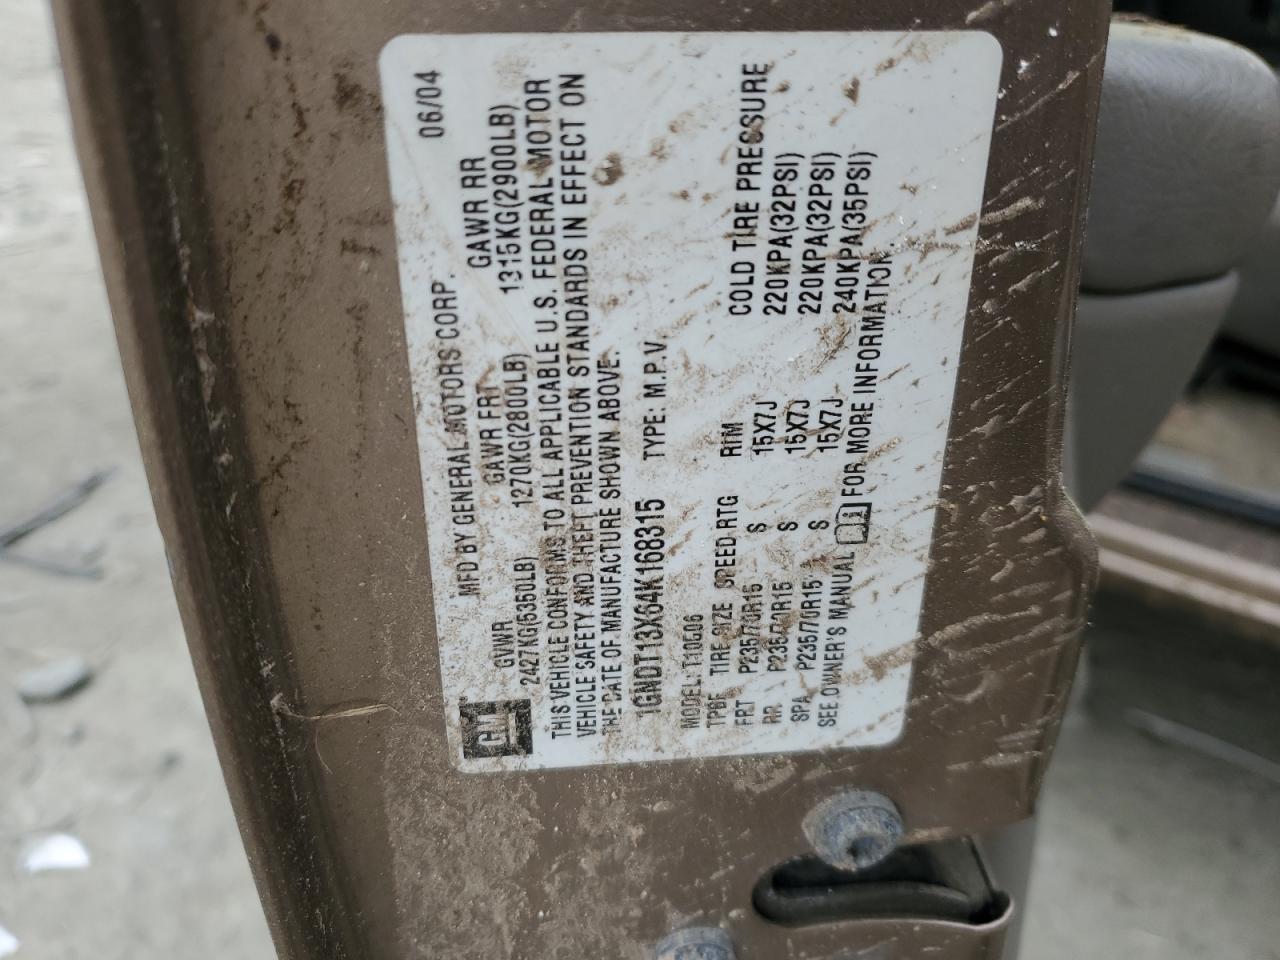 06/04
MFD BY GENERAL MOTORS CORP.
GM
GVWR GAWR FRT GAWR RR
2427KG(5350LB) 1270KG(2800LB) 1315KG(2900LB)
THIS VEHICLE CONFORMS TO ALL APPLICABLE U.S. FEDERAL MOTOR
VEHICLE SAFETY AND THEFT PREVENTION STANDARDS IN EFFECT ON
THE DATE OF MANUFACTURE SHOWN ABOVE.
1GNDT13X64K168315 TYPE: M.P.V.
MODEL: T10506
TPBF TIRE SIZE SPEED RTG RIM COLD TIRE PRESSURE
FRT P235/70R15 S 15X7J 220KPA(32PSI)
RR P235/70R15 S 15X7J 220KPA(32PSI)
SPA P235/70R15 S 15X7J 240KPA(35PSI)
SEE OWNER'S MANUAL FOR MORE INFORMATION.